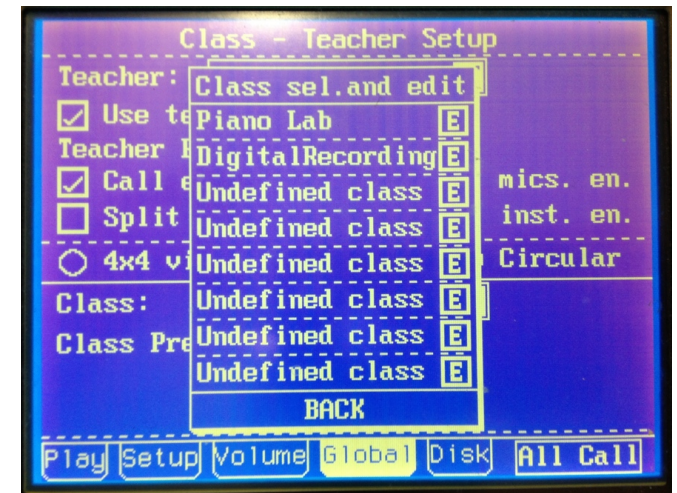 Class - Teacher Setup
Teacher:
Class sel.and edit
Use te
Piano Lab E
Teacher
DigitalRecording E
Call e
Undefined class E
mics. en.
Split
Undefined class E
inst. en.
4x4 vi
Undefined class E
Circular
Class:
Undefined class E
Class Pre
Undefined class E
Undefined class E
BACK
Play Setup Volume Global Disk All Call